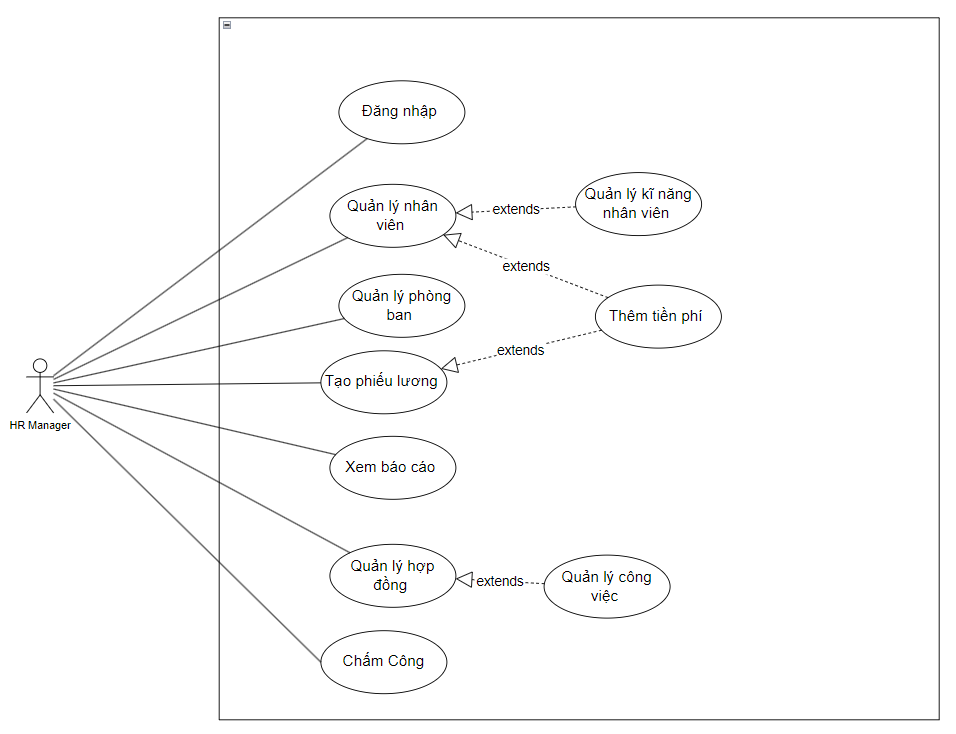 Đăng nhập
Quản lý nhân
viên
extends
Quản lý kĩ năng
nhân viên
extends
Quản lý phòng
ban
Thêm tiền phí
extends
Tạo phiếu lương
HR Manager
Xem báo cáo
Quản lý hợp
đồng
extends
Quản lý công
việc
Chấm Công